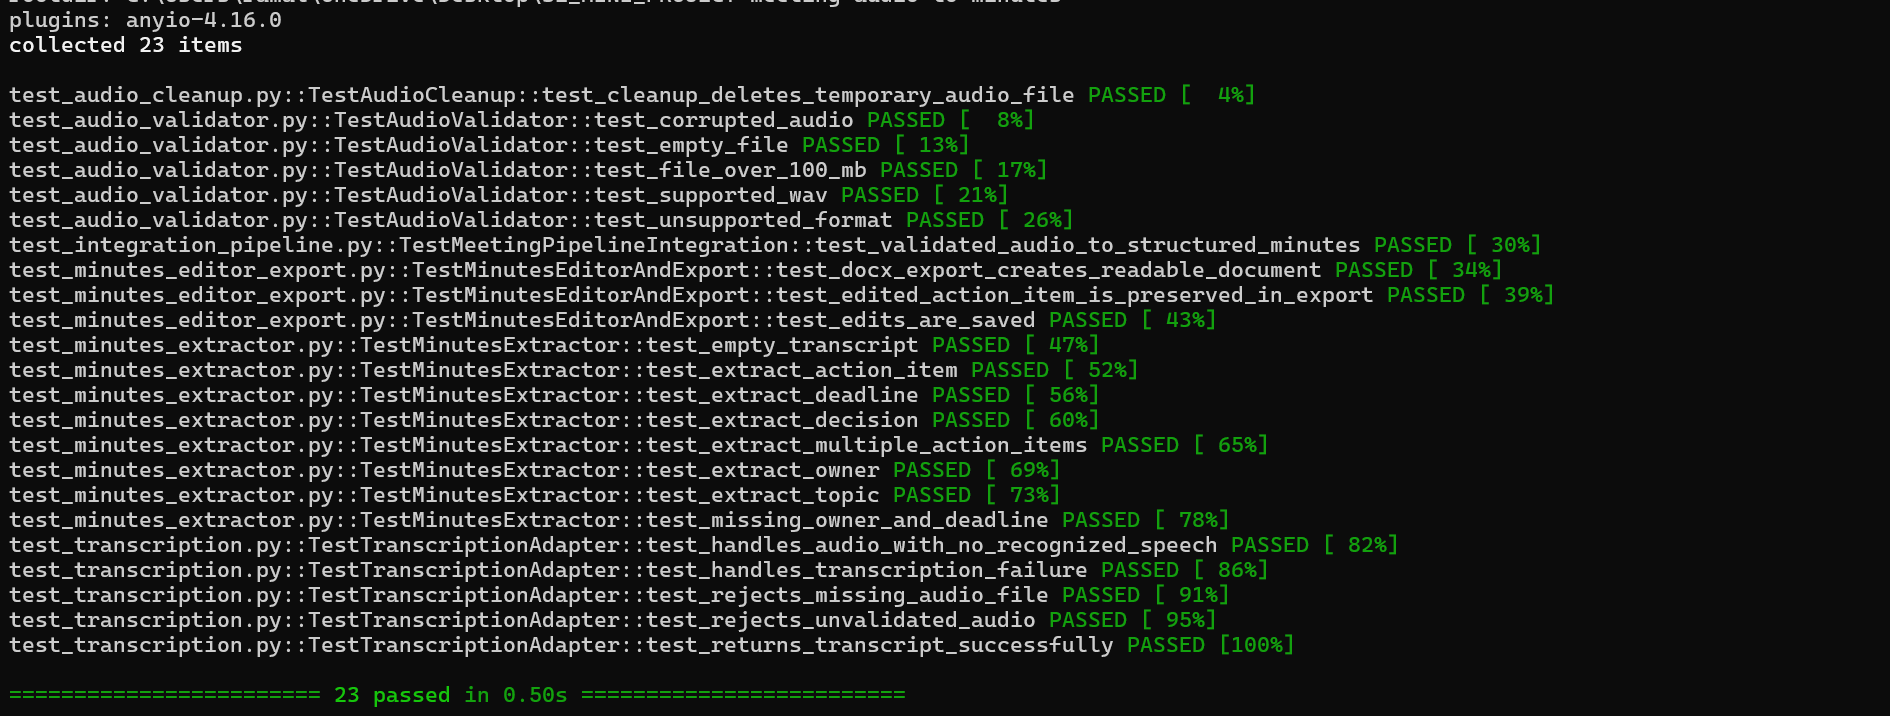 plugins: anyio-4.16.0
collected 23 items
test_audio_cleanup.py::TestAudioCleanup::test_cleanup_deletes_temporary_audio_file PASSED [  4%]
test_audio_validator.py::TestAudioValidator::test_corrupted_audio PASSED [  8%]
test_audio_validator.py::TestAudioValidator::test_empty_file PASSED [ 13%]
test_audio_validator.py::TestAudioValidator::test_file_over_100_mb PASSED [ 17%]
test_audio_validator.py::TestAudioValidator::test_supported_wav PASSED [ 21%]
test_audio_validator.py::TestAudioValidator::test_unsupported_format PASSED [ 26%]
test_integration_pipeline.py::TestMeetingPipelineIntegration::test_validated_audio_to_structured_minutes PASSED [ 30%]
test_minutes_editor_export.py::TestMinutesEditorAndExport::test_docx_export_creates_readable_document PASSED [ 34%]
test_minutes_editor_export.py::TestMinutesEditorAndExport::test_edited_action_item_is_preserved_in_export PASSED [ 39%]
test_minutes_editor_export.py::TestMinutesEditorAndExport::test_edits_are_saved PASSED [ 43%]
test_minutes_extractor.py::TestMinutesExtractor::test_empty_transcript PASSED [ 47%]
test_minutes_extractor.py::TestMinutesExtractor::test_extract_action_item PASSED [ 52%]
test_minutes_extractor.py::TestMinutesExtractor::test_extract_deadline PASSED [ 56%]
test_minutes_extractor.py::TestMinutesExtractor::test_extract_decision PASSED [ 60%]
test_minutes_extractor.py::TestMinutesExtractor::test_extract_multiple_action_items PASSED [ 65%]
test_minutes_extractor.py::TestMinutesExtractor::test_extract_owner PASSED [ 69%]
test_minutes_extractor.py::TestMinutesExtractor::test_extract_topic PASSED [ 73%]
test_minutes_extractor.py::TestMinutesExtractor::test_missing_owner_and_deadline PASSED [ 78%]
test_transcription.py::TestTranscriptionAdapter::test_handles_audio_with_no_recognized_speech PASSED [ 82%]
test_transcription.py::TestTranscriptionAdapter::test_handles_transcription_failure PASSED [ 86%]
test_transcription.py::TestTranscriptionAdapter::test_rejects_missing_audio_file PASSED [ 91%]
test_transcription.py::TestTranscriptionAdapter::test_rejects_unvalidated_audio PASSED [ 95%]
test_transcription.py::TestTranscriptionAdapter::test_returns_transcript_successfully PASSED [100%]
======================== 23 passed in 0.50s =========================